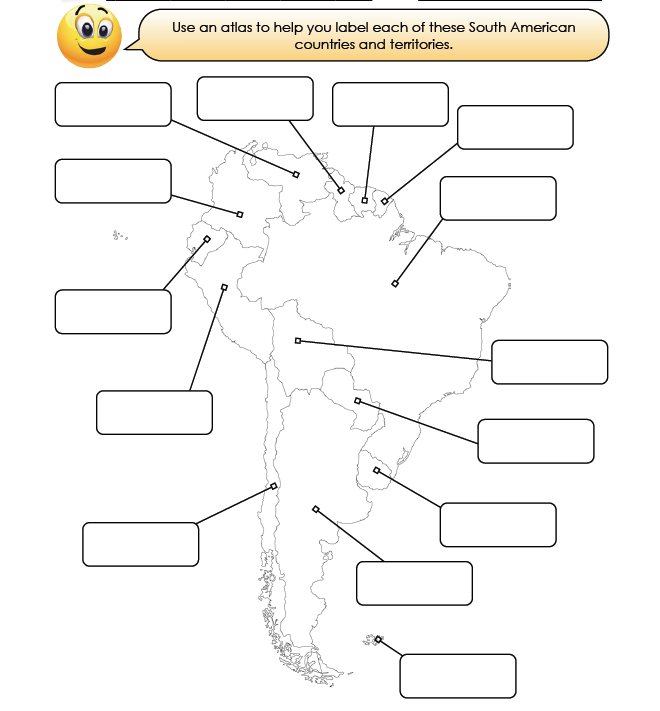 Use an atlas to help you label each of these South American
countries and territories.